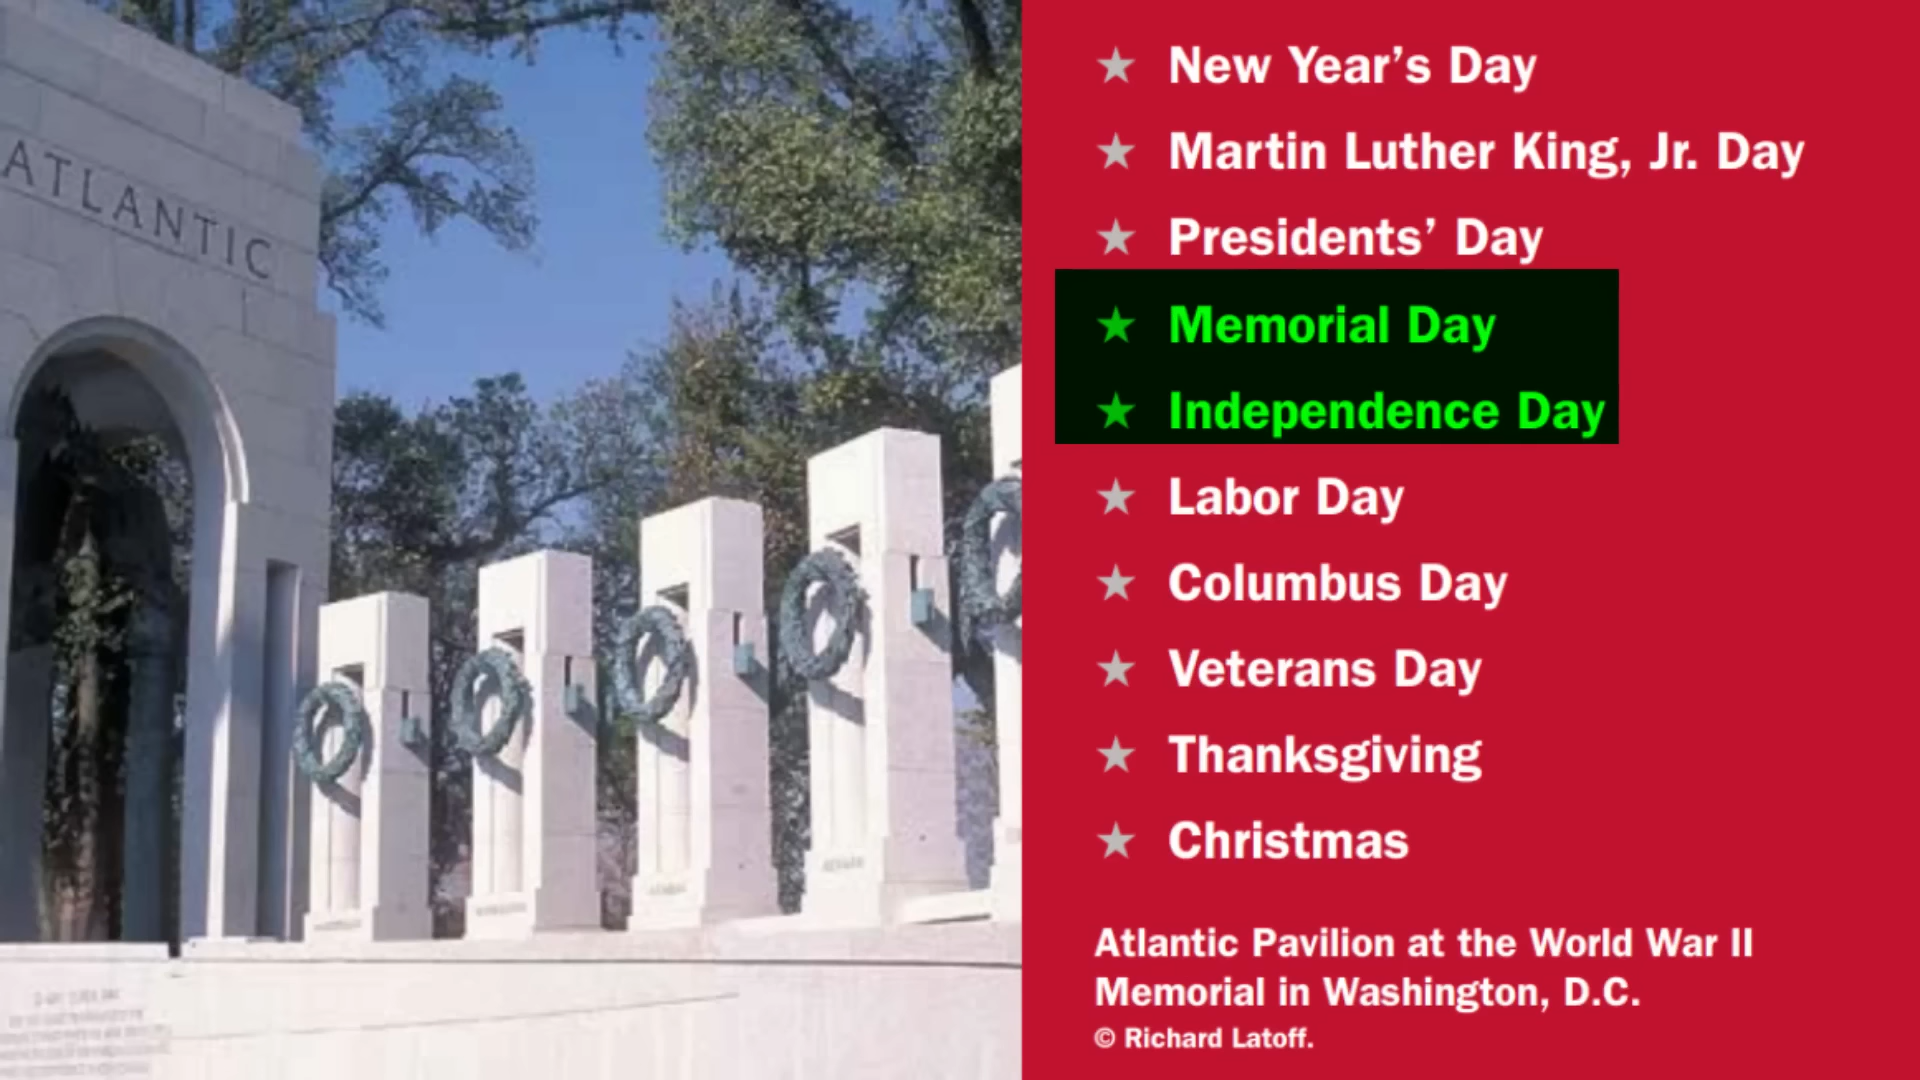 ATLANTIC
★ New Year's Day
★ Martin Luther King, Jr. Day
★ Presidents' Day
★ Memorial Day
★ Independence Day
★ Labor Day
★ Columbus Day
★ Veterans Day
★ Thanksgiving
★ Christmas
Atlantic Pavilion at the World War II
Memorial in Washington, D.C.
© Richard Latoff.